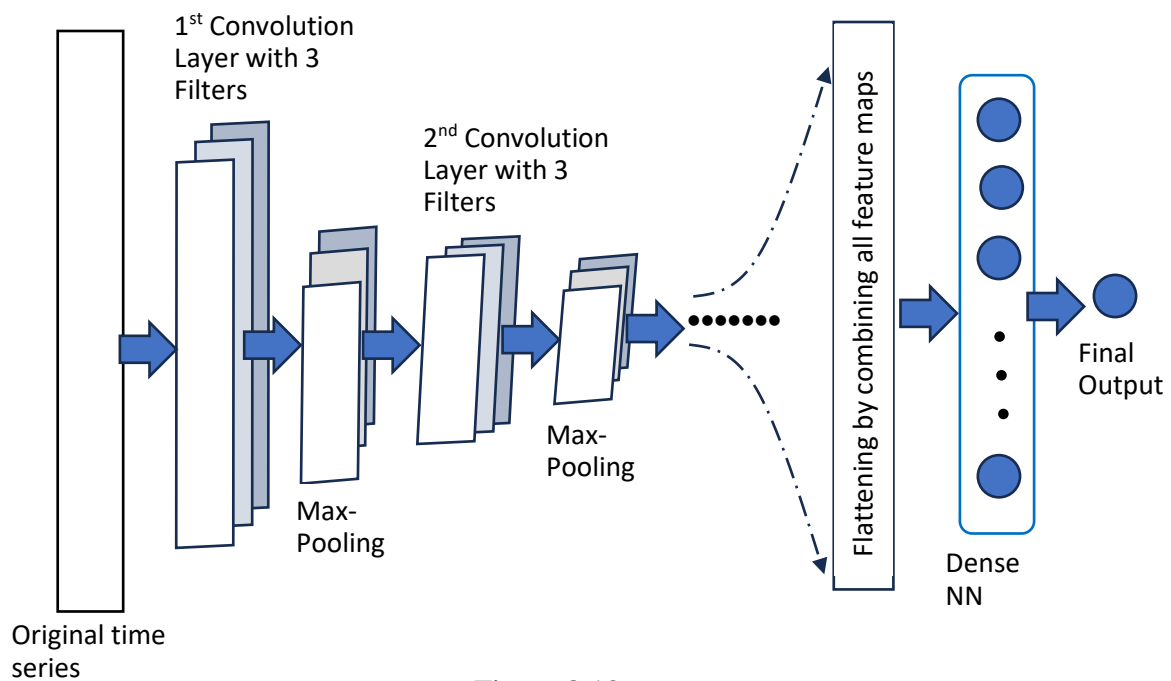 1st Convolution
Layer with 3
Filters
2nd Convolution
Layer with 3
Filters
Max-
Pooling
Max-
Pooling
Flattening by combining all feature maps
Dense
NN
Final
Output
Original time
series